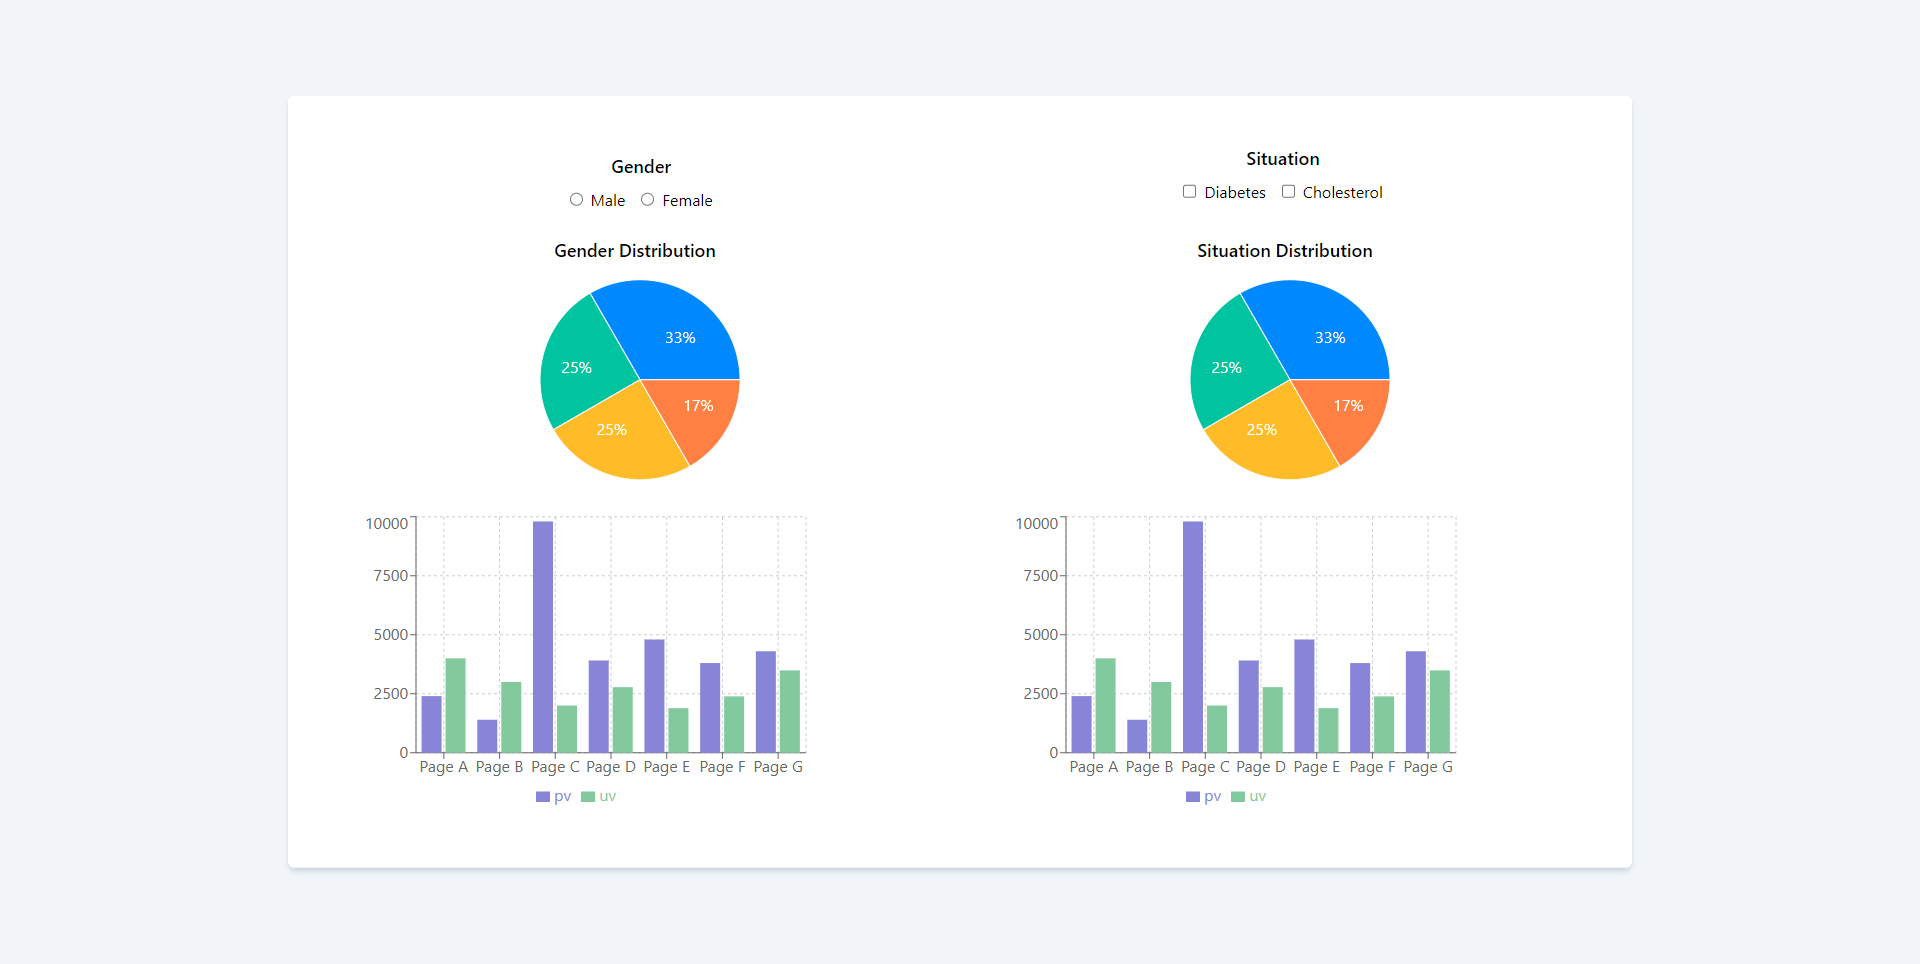 Gender
Male Female
Gender Distribution
33%
25%
17%
25%
10000
7500
5000
2500
0
Page A Page B Page C Page D Page E Page F Page G
pv uv
Situation
Diabetes Cholesterol
Situation Distribution
33%
25%
17%
25%
10000
7500
5000
2500
0
Page A Page B Page C Page D Page E Page F Page G
pv uv